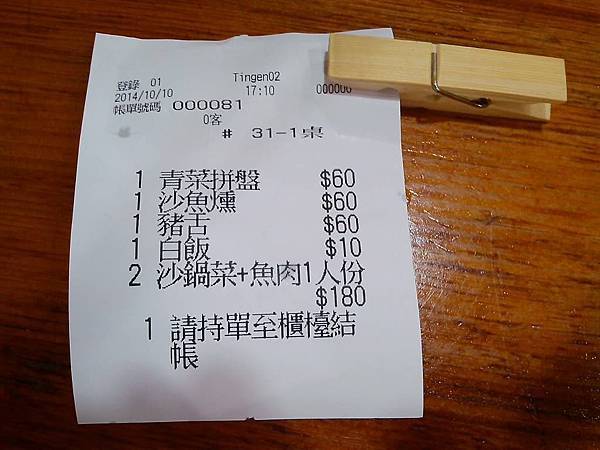 登錄 01 Tingen02
2014/10/10 17:10 000000
帳單號碼 000081
0客
# 31-1桌
1 青菜拼盤 $60
1 沙魚燻 $60
1 豬舌 $60
1 白飯 $10
2 沙鍋菜+魚肉1人份
$180
1 請持單至櫃檯結
帳